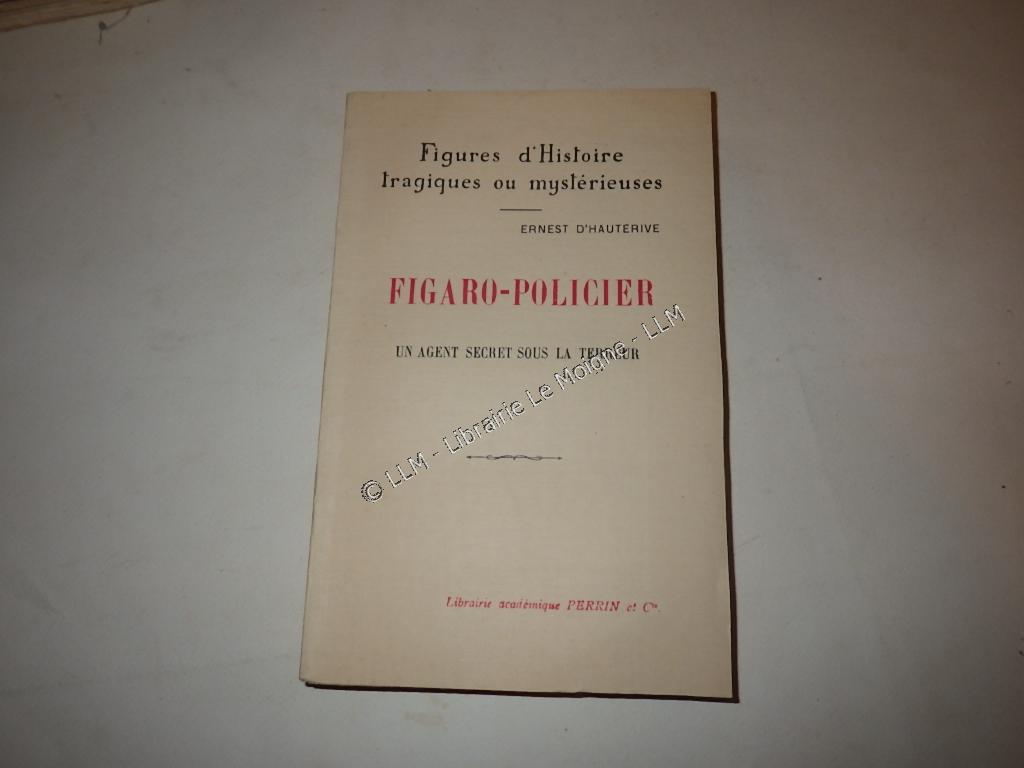 Figures d'Histoire
tragiques ou mystérieuses
ERNEST D'HAUTERIVE
FIGARO-POLICIER
UN AGENT SECRET SOUS LA TERREUR
© LLM - Librairie Le Moigne - LLM
Librairie académique PERRIN et Cie.